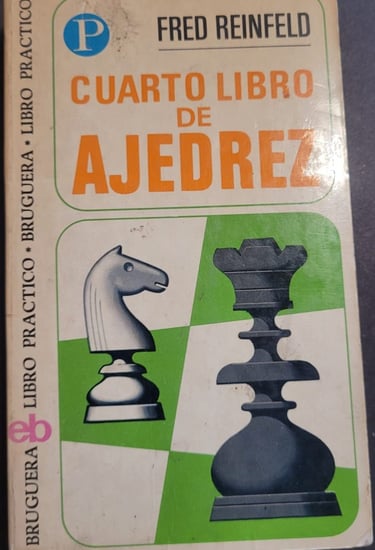 P
FRED REINFELD
CUARTO LIBRO
DE
AJEDREZ
BRUGUERA eb LIBRO PRACTICO • BRUGUERA • LIBRO PRACTICO